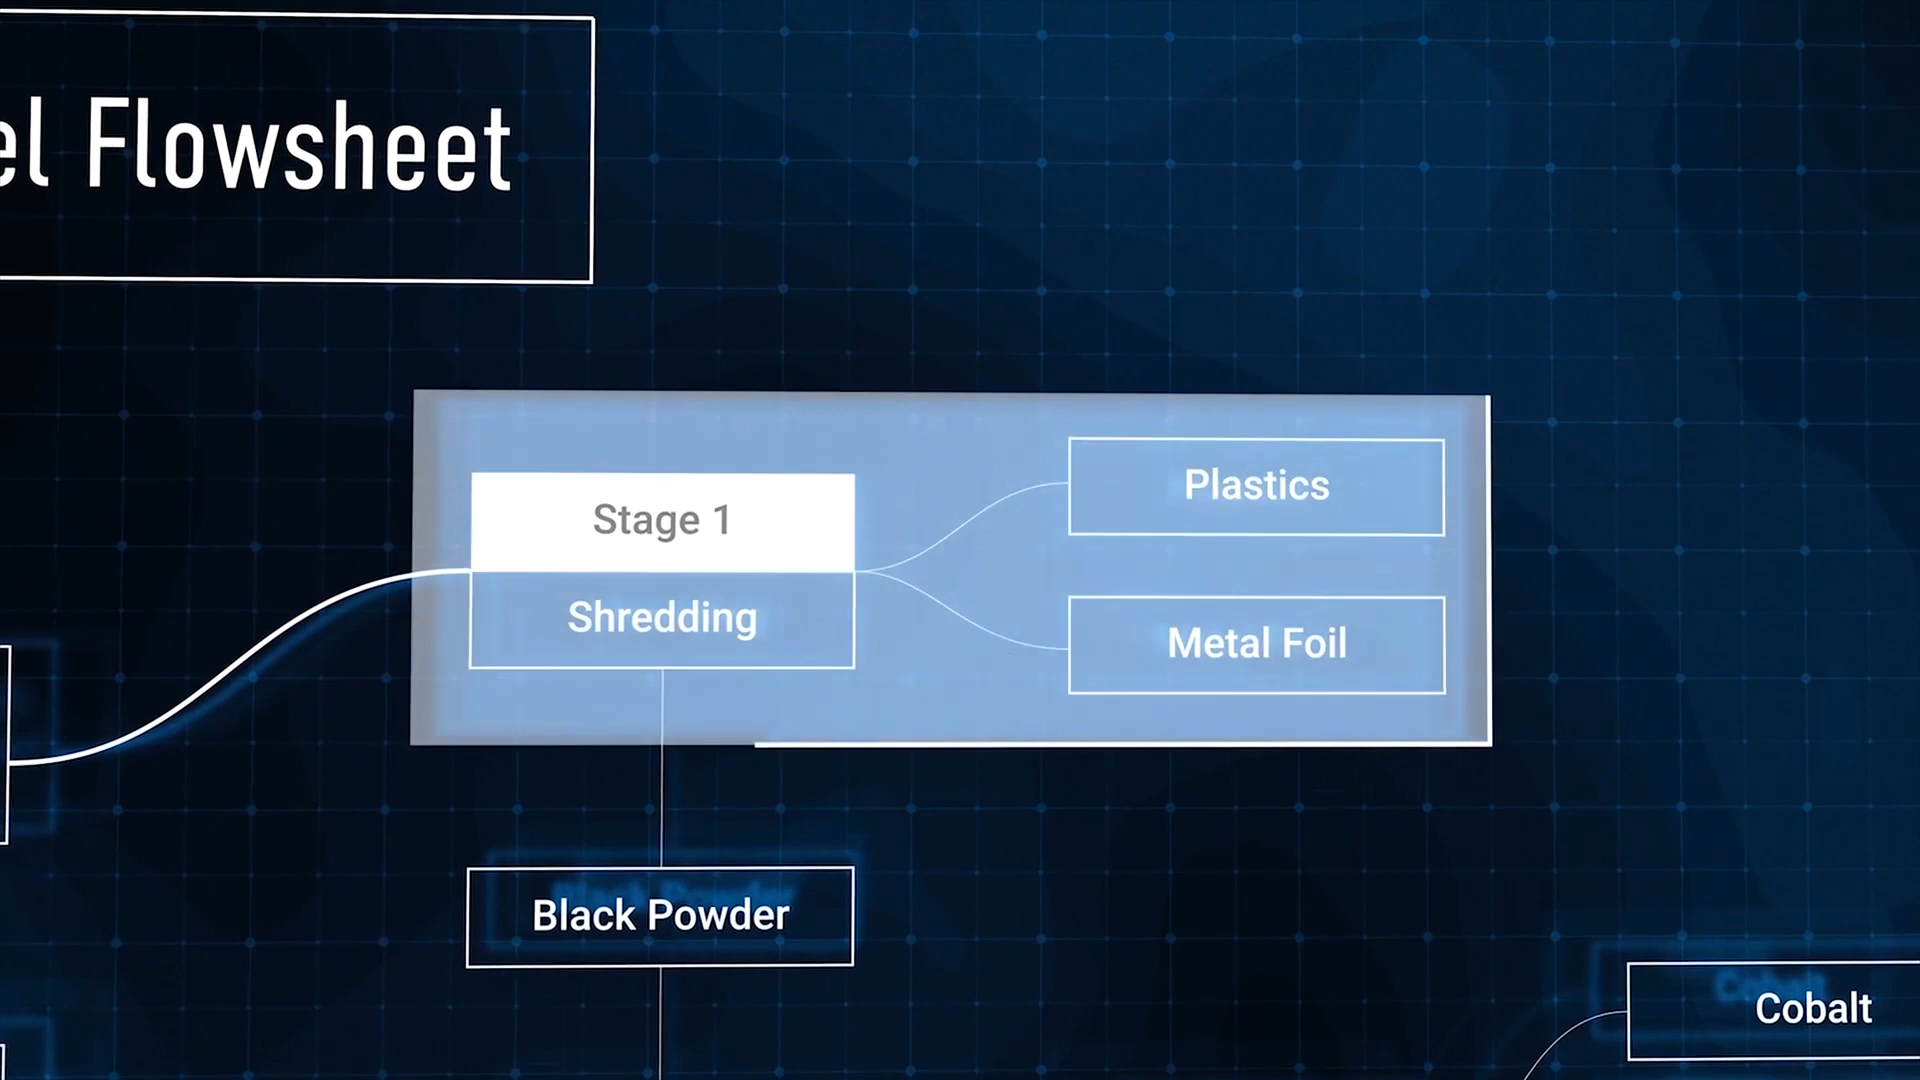 el Flowsheet
Stage 1
Shredding
Plastics
Metal Foil
Black Powder
Cobalt